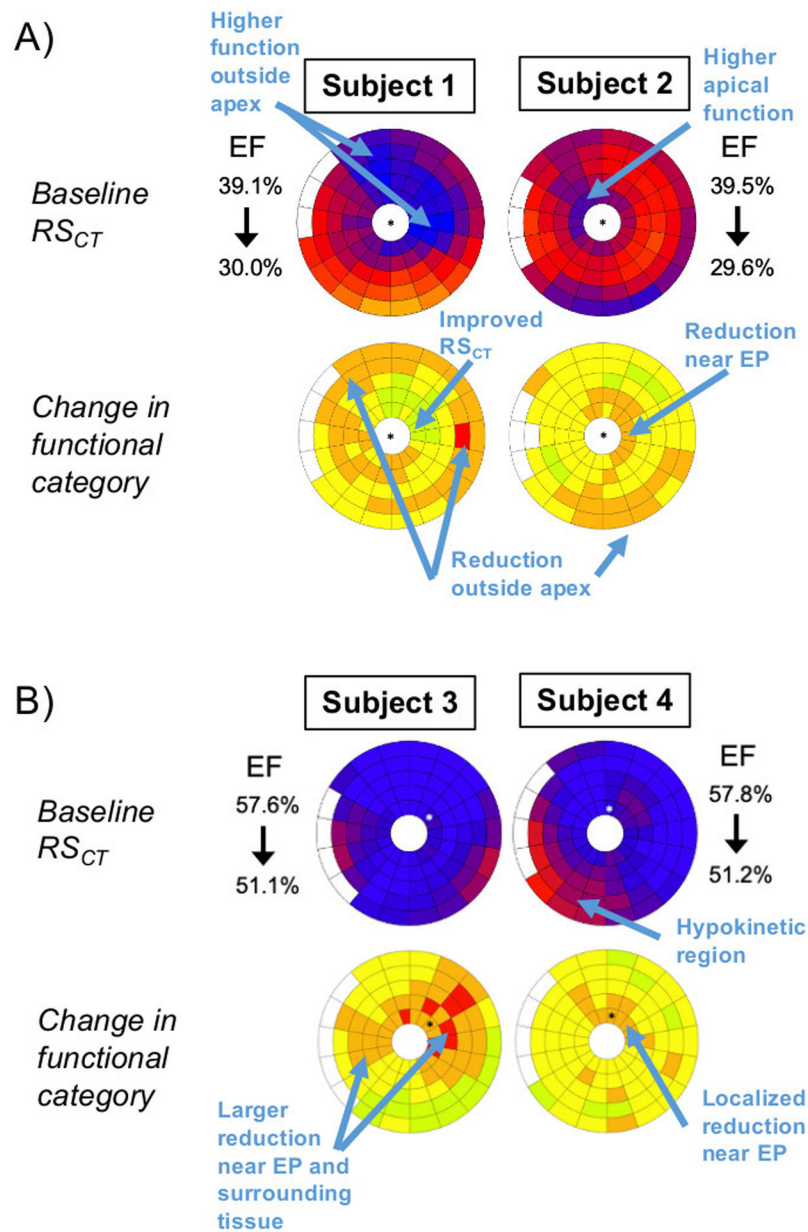 A)
Higher
function
outside
apex
Subject 1
Subject 2
Higher
apical
function
Baseline
RSCT
EF
39.1%
30.0%
*
*
EF
39.5%
29.6%
Improved
RSCT
Reduction
near EP
Change in
functional
category
*
*
Reduction
outside apex
B)
Subject 3
Subject 4
Baseline
RSCT
EF
57.6%
51.1%
*
*
EF
57.8%
51.2%
Hypokinetic
region
Change in
functional
category
*
*
Larger
reduction
near EP and
surrounding
tissue
Localized
reduction
near EP